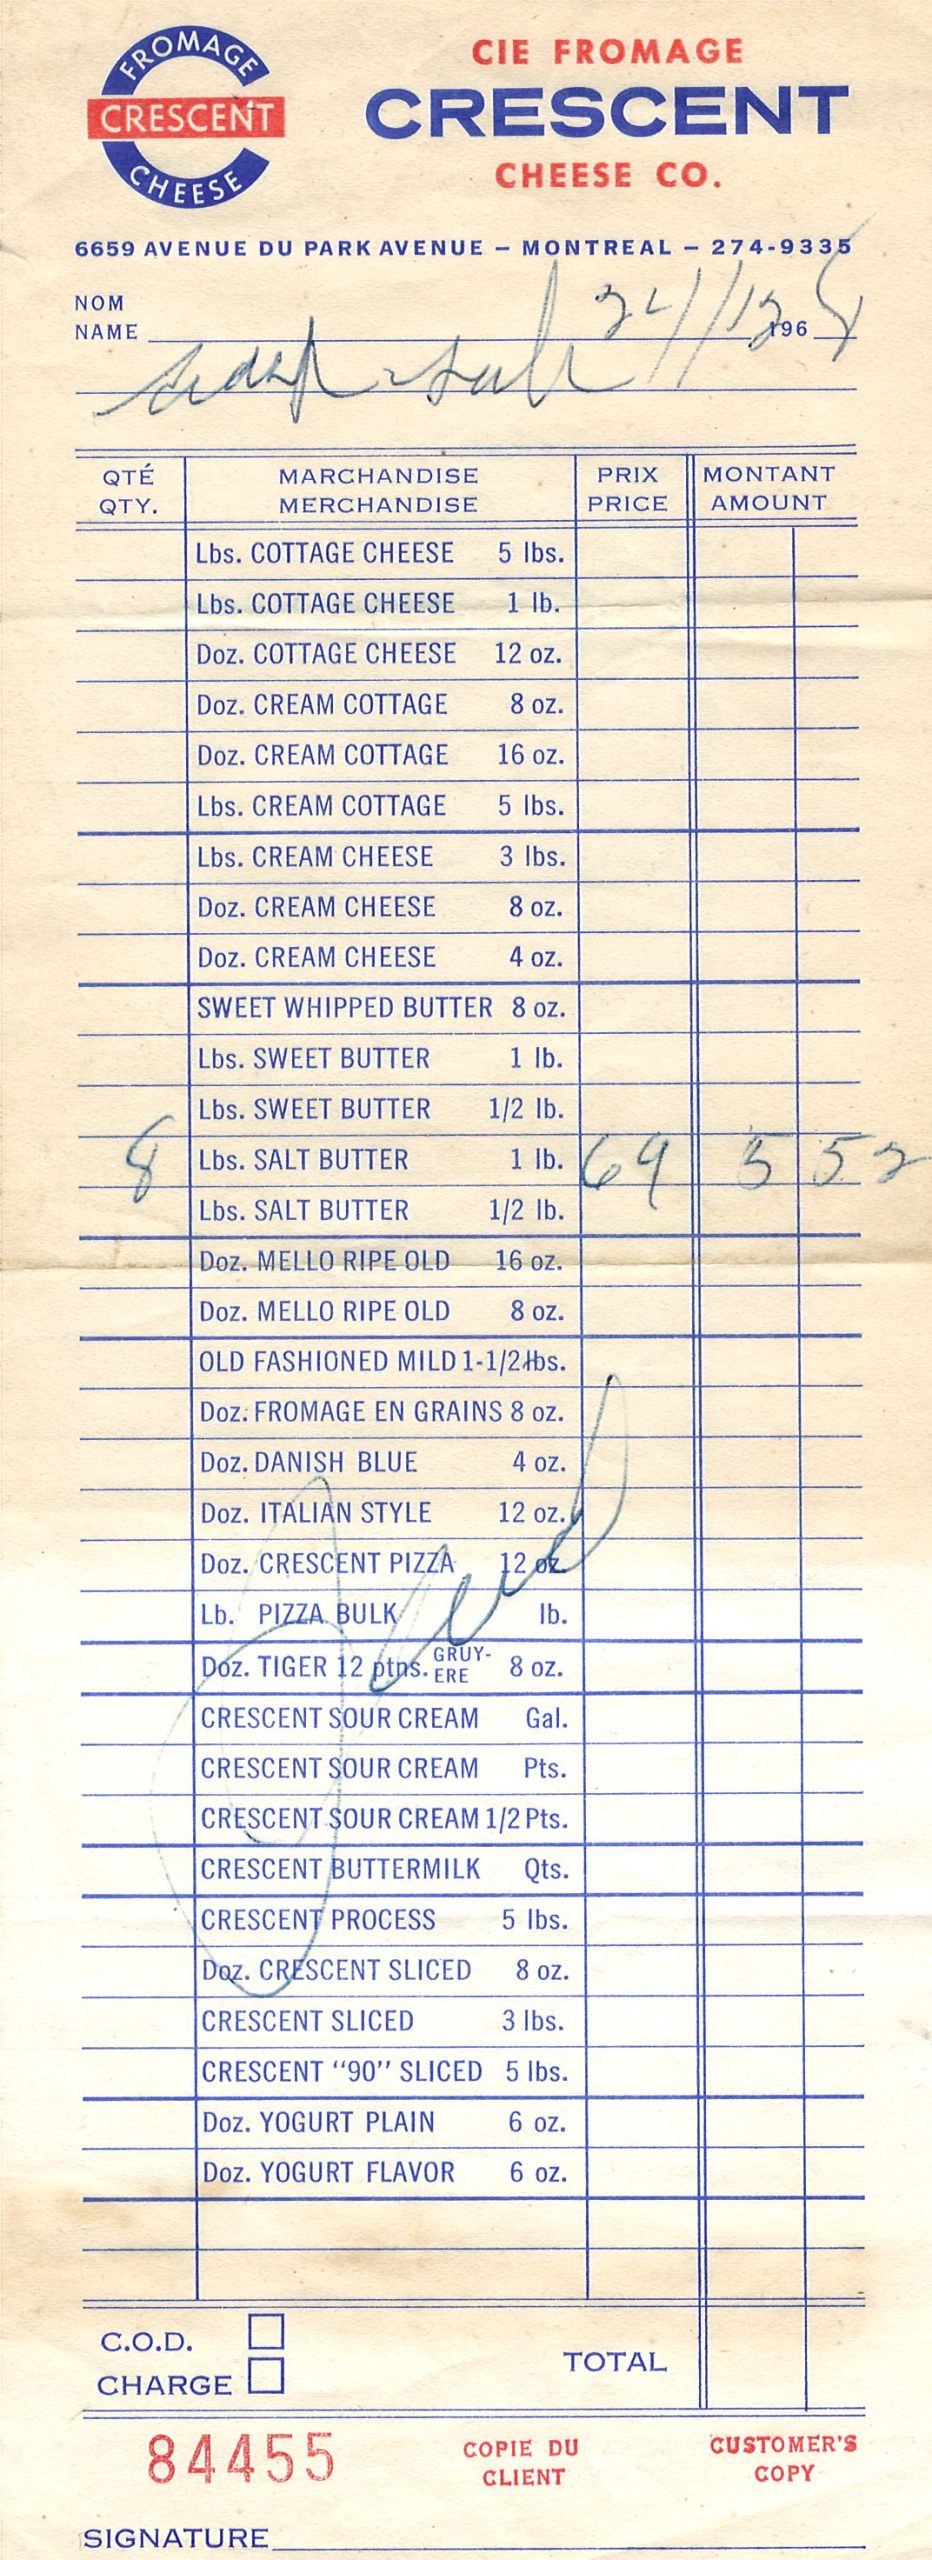 FROMAGE
CRESCENT
CHEESE
CIE FROMAGE
CRESCENT
CHEESE CO.
6659 AVENUE DU PARK AVENUE – MONTREAL – 274-9335
NOM
NAME 24/12 1968
QTÉ MARCHANDISE PRIX MONTANT
QTY. MERCHANDISE PRICE AMOUNT
Lbs. COTTAGE CHEESE 5 lbs.
Lbs. COTTAGE CHEESE 1 lb.
Doz. COTTAGE CHEESE 12 oz.
Doz. CREAM COTTAGE 8 oz.
Doz. CREAM COTTAGE 16 oz.
Lbs. CREAM COTTAGE 5 lbs.
Lbs. CREAM CHEESE 3 lbs.
Doz. CREAM CHEESE 8 oz.
Doz. CREAM CHEESE 4 oz.
SWEET WHIPPED BUTTER 8 oz.
Lbs. SWEET BUTTER 1 lb.
Lbs. SWEET BUTTER 1/2 lb.
8 Lbs. SALT BUTTER 1 lb. 69 5 52
Lbs. SALT BUTTER 1/2 lb.
Doz. MELLO RIPE OLD 16 oz.
Doz. MELLO RIPE OLD 8 oz.
OLD FASHIONED MILD 1-1/2 lbs.
Doz. FROMAGE EN GRAINS 8 oz.
Doz. DANISH BLUE 4 oz.
Doz. ITALIAN STYLE 12 oz.
Doz. CRESCENT PIZZA 12 oz.
Lb. PIZZA BULK lb.
Doz. TIGER 12 ptns. GRUY-ERE 8 oz.
CRESCENT SOUR CREAM Gal.
CRESCENT SOUR CREAM Pts.
CRESCENT SOUR CREAM 1/2 Pts.
CRESCENT BUTTERMILK Qts.
CRESCENT PROCESS 5 lbs.
Doz. CRESCENT SLICED 8 oz.
CRESCENT SLICED 3 lbs.
CRESCENT "90" SLICED 5 lbs.
Doz. YOGURT PLAIN 6 oz.
Doz. YOGURT FLAVOR 6 oz.
C.O.D.
CHARGE TOTAL
84455 COPIE DU CLIENT CUSTOMER'S COPY
SIGNATURE